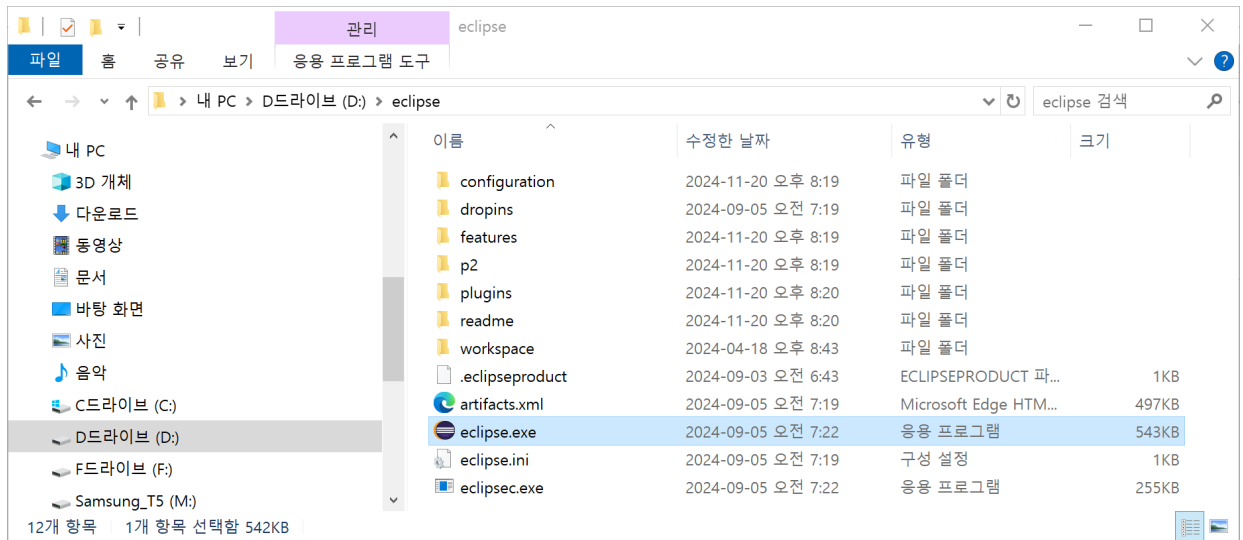 관리 eclipse
파일 홈 공유 보기 응용 프로그램 도구 ?
내 PC > D드라이브 (D:) > eclipse eclipse 검색
내 PC
3D 개체
다운로드
동영상
문서
바탕 화면
사진
음악
C드라이브 (C:)
D드라이브 (D:)
F드라이브 (F:)
Samsung_T5 (M:)
이름 수정한 날짜 유형 크기
configuration 2024-11-20 오후 8:19 파일 폴더
dropins 2024-09-05 오전 7:19 파일 폴더
features 2024-11-20 오후 8:19 파일 폴더
p2 2024-11-20 오후 8:19 파일 폴더
plugins 2024-11-20 오후 8:20 파일 폴더
readme 2024-11-20 오후 8:20 파일 폴더
workspace 2024-04-18 오후 8:43 파일 폴더
.eclipseproduct 2024-09-03 오전 6:43 ECLIPSEPRODUCT 파... 1KB
artifacts.xml 2024-09-05 오전 7:19 Microsoft Edge HTM... 497KB
eclipse.exe 2024-09-05 오전 7:22 응용 프로그램 543KB
eclipse.ini 2024-09-05 오전 7:19 구성 설정 1KB
eclipsec.exe 2024-09-05 오전 7:22 응용 프로그램 255KB
12개 항목 1개 항목 선택함 542KB